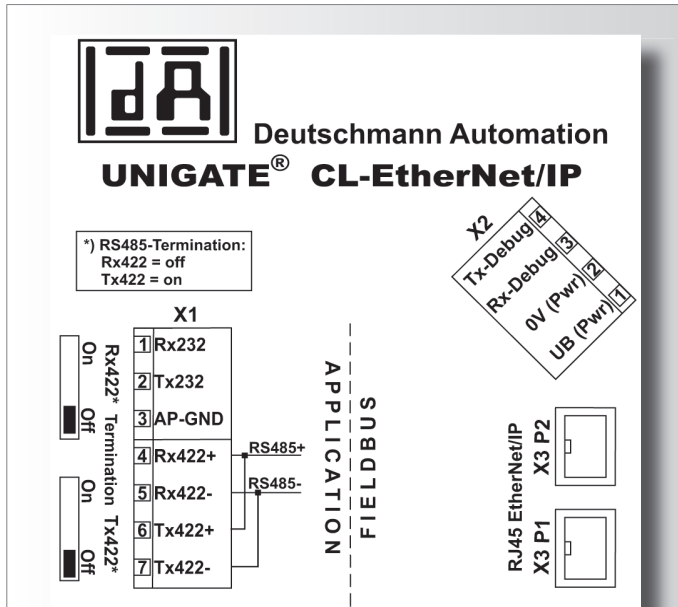 dA
Deutschmann Automation
UNIGATE® CL-EtherNet/IP
*) RS485-Termination:
Rx422 = off
Tx422 = on
X2
4 Tx-Debug
3 Rx-Debug
2 0V (Pwr)
1 UB (Pwr)
X1
1 Rx232
2 Tx232
3 AP-GND
4 Rx422+
5 Rx422-
6 Tx422+
7 Tx422-
RS485+
RS485-
On
Off
On
Off
Rx422* Termination Tx422*
APPLICATION
FIELDBUS
RJ45 EtherNet/IP
X3 P2
X3 P1